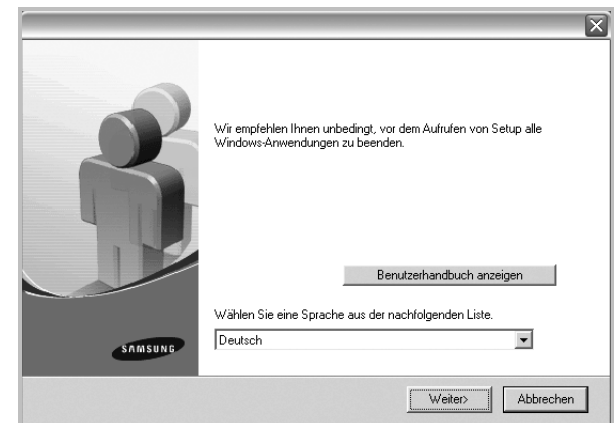 Wir empfehlen Ihnen unbedingt, vor dem Aufrufen von Setup alle
Windows-Anwendungen zu beenden.
Benutzerhandbuch anzeigen
Wählen Sie eine Sprache aus der nachfolgenden Liste.
Deutsch
SAMSUNG
Weiter>
Abbrechen